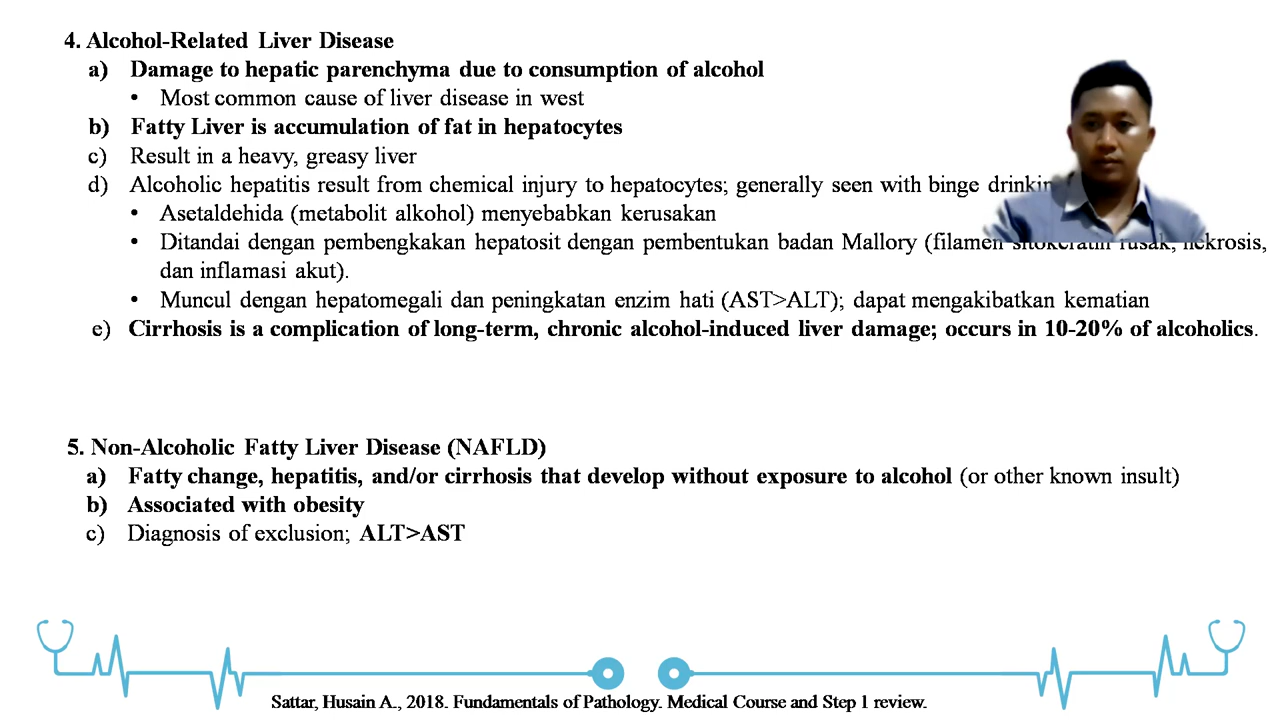 4. Alcohol-Related Liver Disease
a) Damage to hepatic parenchyma due to consumption of alcohol
• Most common cause of liver disease in west
b) Fatty Liver is accumulation of fat in hepatocytes
c) Result in a heavy, greasy liver
d) Alcoholic hepatitis result from chemical injury to hepatocytes; generally seen with binge
• Asetaldehida (metabolit alkohol) menyebabkan kerusakan
• Ditandai dengan pembengkakan hepatosit dengan pembentukan badan Mallory (filamen sitokeratin rusak, nekrosis,
dan inflamasi akut).
• Muncul dengan hepatomegali dan peningkatan enzim hati (AST>ALT); dapat mengakibatkan kematian
e) Cirrhosis is a complication of long-term, chronic alcohol-induced liver damage; occurs in 10-20% of alcoholics.
5. Non-Alcoholic Fatty Liver Disease (NAFLD)
a) Fatty change, hepatitis, and/or cirrhosis that develop without exposure to alcohol (or other known insult)
b) Associated with obesity
c) Diagnosis of exclusion; ALT>AST
Sattar, Husain A., 2018. Fundamentals of Pathology. Medical Course and Step 1 review.